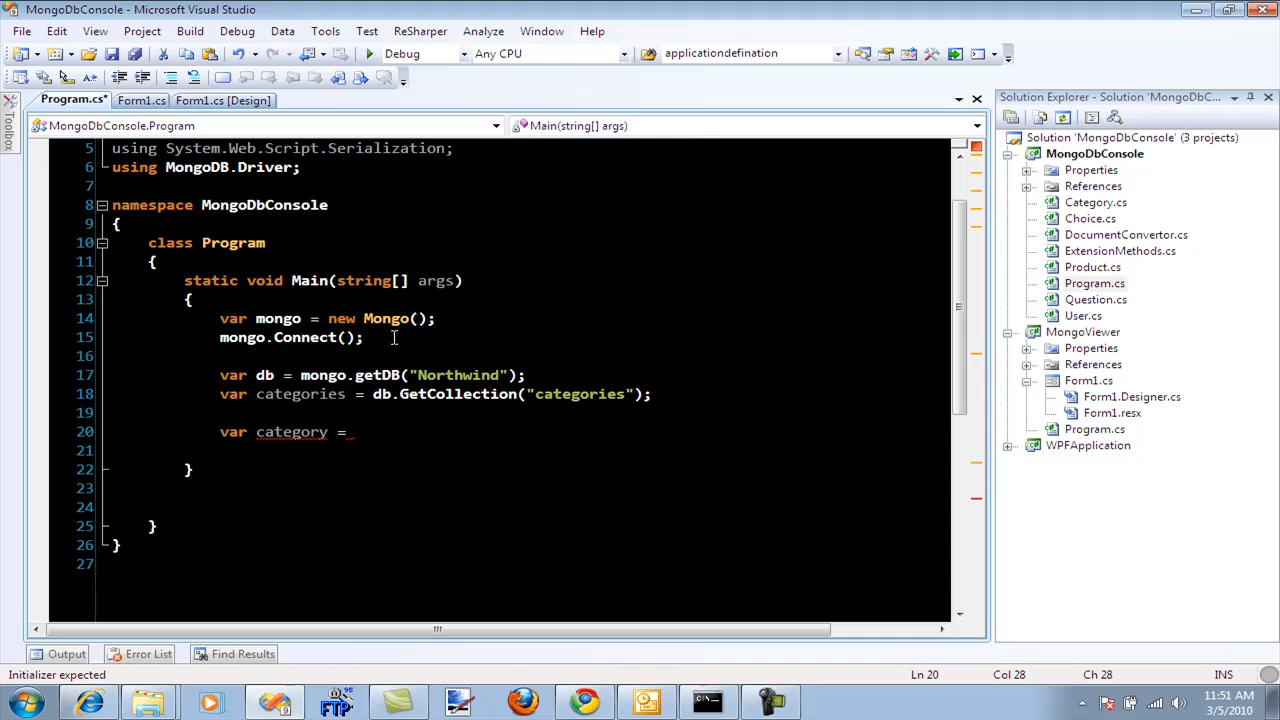 MongoDbConsole - Microsoft Visual Studio
File Edit View Project Build Debug Data Tools Test ReSharper Analyze Window Help
Debug Any CPU applicationdefination
Program.cs* Form1.cs Form1.cs [Design]
MongoDbConsole.Program Main(string[] args)
5 using System.Web.Script.Serialization;
6 using MongoDB.Driver;
7
8 namespace MongoDbConsole
9 {
10 class Program
11 {
12 static void Main(string[] args)
13 {
14 var mongo = new Mongo();
15 mongo.Connect();
16
17 var db = mongo.getDB("Northwind");
18 var categories = db.GetCollection("categories");
19
20 var category =
21
22 }
23
24
25 }
26 }
27
Toolbox
Solution Explorer - Solution 'MongoDbC...
Solution 'MongoDbConsole' (3 projects)
MongoDbConsole
Properties
References
Category.cs
Choice.cs
DocumentConvertor.cs
ExtensionMethods.cs
Product.cs
Program.cs
Question.cs
User.cs
MongoViewer
Properties
References
Form1.cs
Form1.Designer.cs
Form1.resx
Program.cs
WPFApplication
Output Error List Find Results
Initializer expected Ln 20 Col 28 Ch 28 INS
FTP
11:51 AM
3/5/2010